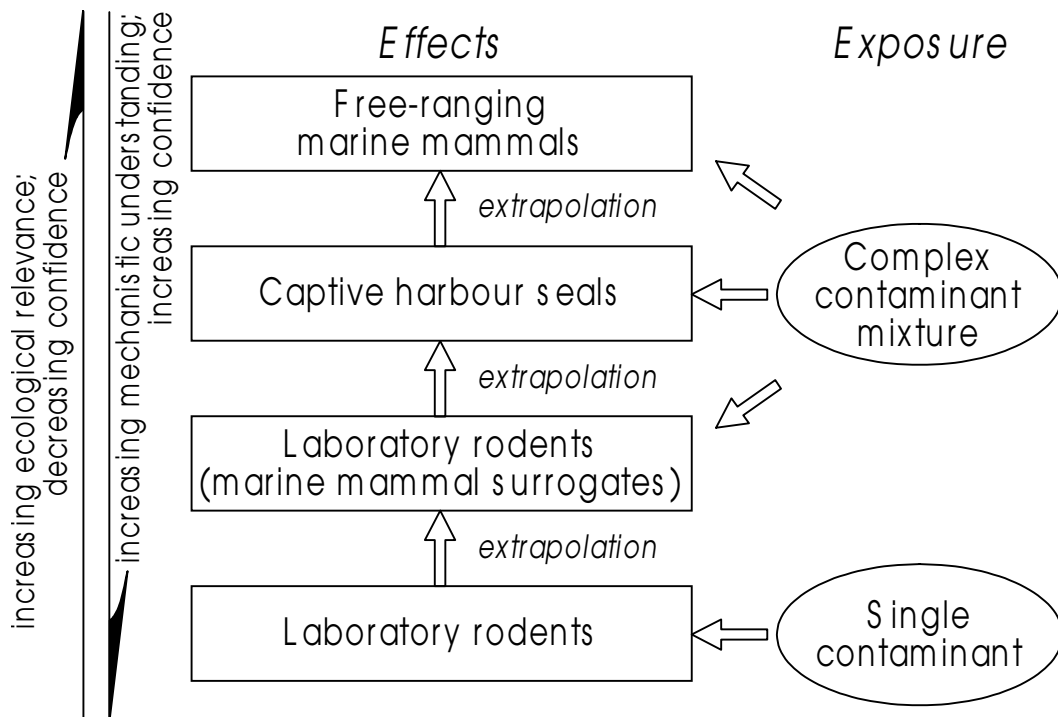 increasing ecological relevance;
decreasing confidence
increasing mechanistic understanding;
increasing confidence
Effects
Exposure
Free-ranging
marine mammals
extrapolation
Captive harbour seals
Complex
contaminant
mixture
extrapolation
Laboratory rodents
(marine mammal surrogates)
extrapolation
Laboratory rodents
Single
contaminant